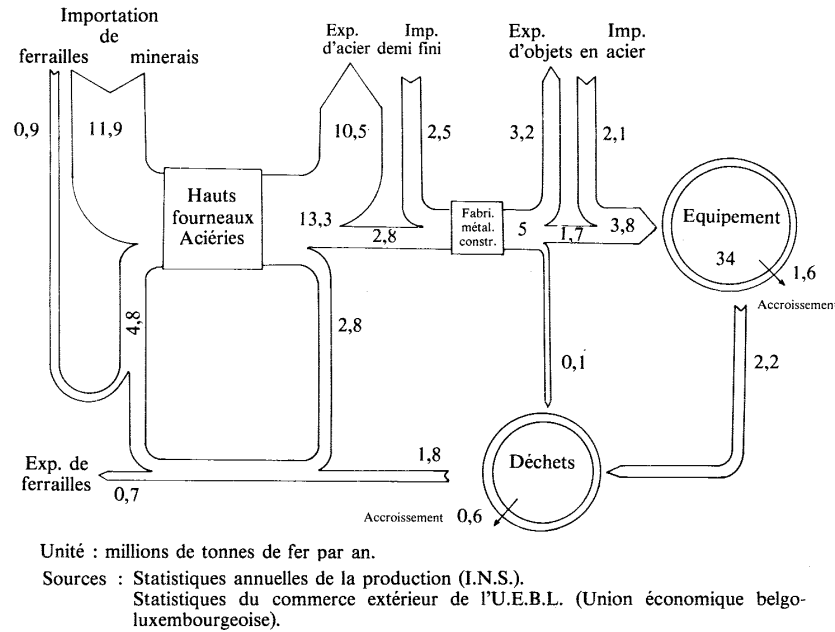 Importation
de
ferrailles minerais
Exp. Imp.
d'acier demi fini
Exp. Imp.
d'objets en acier
0,9
11,9
10,5
2,5
3,2
2,1
Hauts
fourneaux
Aciéries
13,3
2,8
Fabri.
métal.
constr.
5
1,7
3,8
Equipement
34
1,6
Accroissement
4,8
2,8
0,1
2,2
Exp. de
ferrailles
0,7
1,8
Déchets
Accroissement 0,6
Unité : millions de tonnes de fer par an.
Sources : Statistiques annuelles de la production (I.N.S.).
Statistiques du commerce extérieur de l'U.E.B.L. (Union économique belgo-
luxembourgeoise).